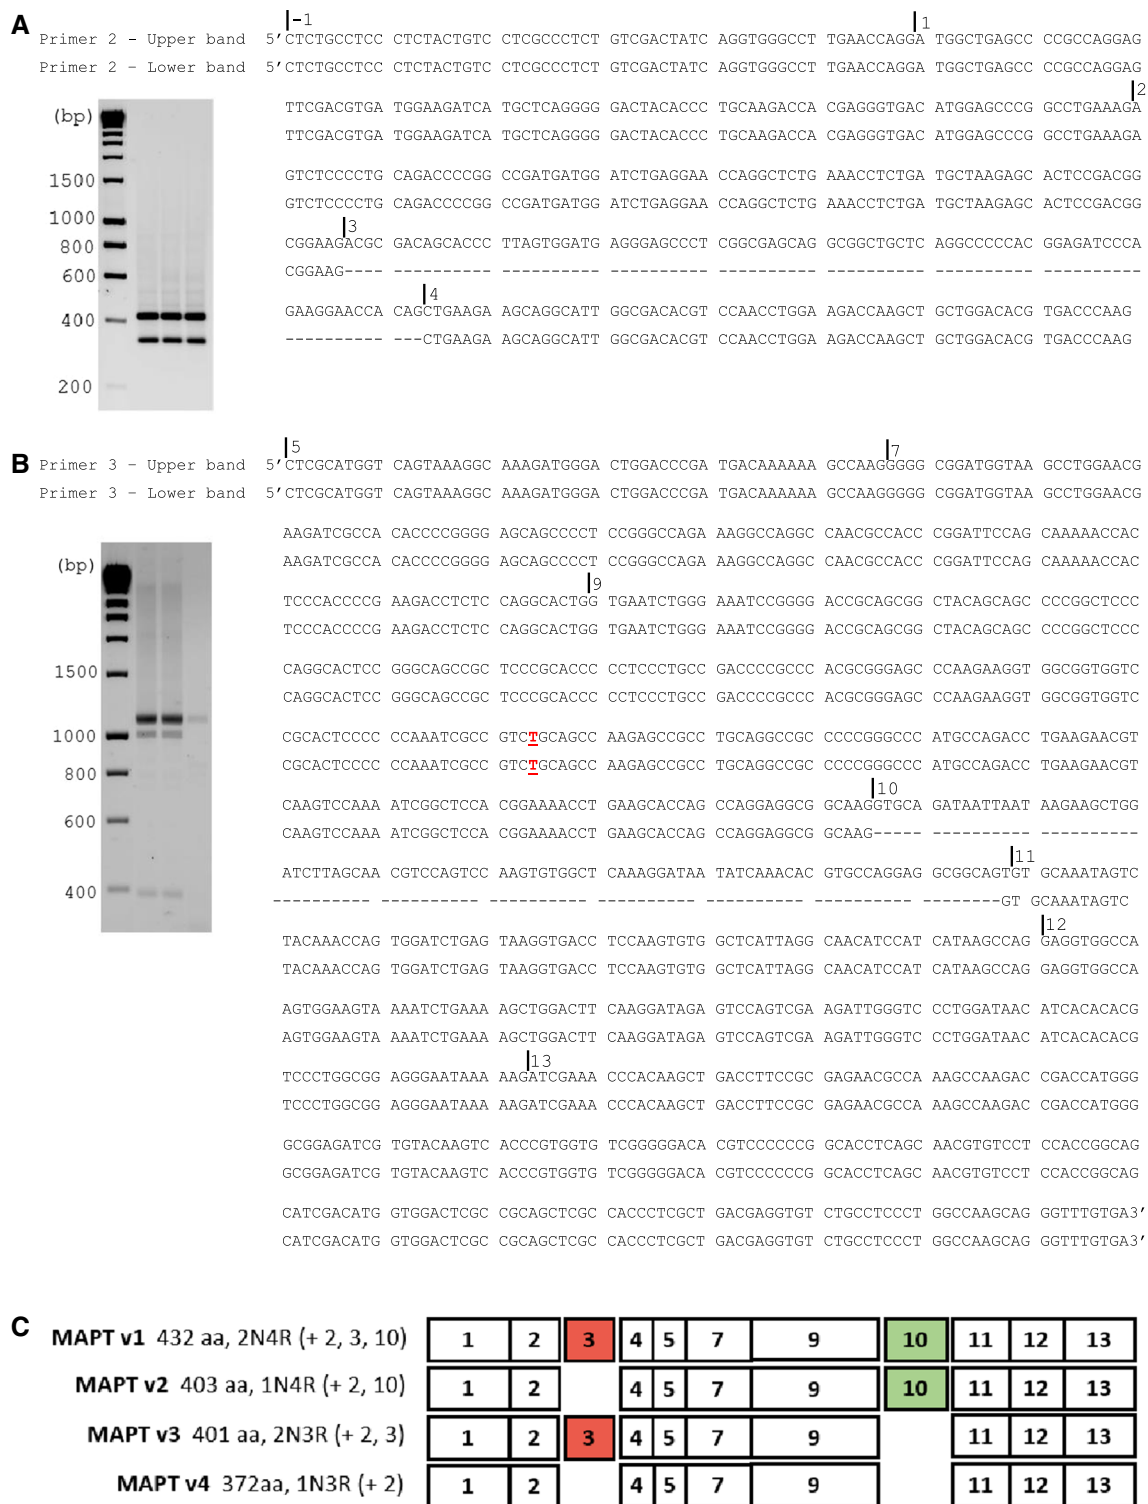 A
|-1 |1
Primer 2 - Upper band 5’CTCTGCCTCC CTCTACTGTC CTCGCCCTCT GTCGACTATC AGGTGGGCCT TGAACCAGGA TGGCTGAGCC CCGCCAGGAG
Primer 2 – Lower band 5’CTCTGCCTCC CTCTACTGTC CTCGCCCTCT GTCGACTATC AGGTGGGCCT TGAACCAGGA TGGCTGAGCC CCGCCAGGAG
|2
TTCGACGTGA TGGAAGATCA TGCTCAGGGG GACTACACCC TGCAAGACCA CGAGGGTGAC ATGGAGCCCG GCCTGAAAGA
TTCGACGTGA TGGAAGATCA TGCTCAGGGG GACTACACCC TGCAAGACCA CGAGGGTGAC ATGGAGCCCG GCCTGAAAGA
GTCTCCCCTG CAGACCCCGG CCGATGATGG ATCTGAGGAA CCAGGCTCTG AAACCTCTGA TGCTAAGAGC ACTCCGACGG
GTCTCCCCTG CAGACCCCGG CCGATGATGG ATCTGAGGAA CCAGGCTCTG AAACCTCTGA TGCTAAGAGC ACTCCGACGG
|3
CGGAAGACGC GACAGCACCC TTAGTGGATG AGGGAGCCCT CGGCGAGCAG GCGGCTGCTC AGGCCCCCAC GGAGATCCCA
CGGAAG---- ---------- ---------- ---------- ---------- ---------- ---------- ----------
|4
GAAGGAACCA CAGCTGAAGA AGCAGGCATT GGCGACACGT CCAACCTGGA AGACCAAGCT GCTGGACACG TGACCCAAG
---------- ---CTGAAGA AGCAGGCATT GGCGACACGT CCAACCTGGA AGACCAAGCT GCTGGACACG TGACCCAAG
(bp)
1500
1000
800
600
400
200
B
|5 |7
Primer 3 – Upper band 5’CTCGCATGGT CAGTAAAGGC AAAGATGGGA CTGGACCCGA TGACAAAAAA GCCAAGGGGG CGGATGGTAA GCCTGGAACG
Primer 3 – Lower band 5’CTCGCATGGT CAGTAAAGGC AAAGATGGGA CTGGACCCGA TGACAAAAAA GCCAAGGGGG CGGATGGTAA GCCTGGAACG
AAGATCGCCA CACCCCGGGG AGCAGCCCCT CCGGGCCAGA AAGGCCAGGC CAACGCCACC CGGATTCCAG CAAAAACCAC
AAGATCGCCA CACCCCGGGG AGCAGCCCCT CCGGGCCAGA AAGGCCAGGC CAACGCCACC CGGATTCCAG CAAAAACCAC
|9
TCCCACCCCG AAGACCTCTC CAGGCACTGG TGAATCTGGG AAATCCGGGG ACCGCAGCGG CTACAGCAGC CCCGGCTCCC
TCCCACCCCG AAGACCTCTC CAGGCACTGG TGAATCTGGG AAATCCGGGG ACCGCAGCGG CTACAGCAGC CCCGGCTCCC
CAGGCACTCC GGGCAGCCGC TCCCGCACCC CCTCCCTGCC GACCCCGCCC ACGCGGGAGC CCAAGAAGGT GGCGGTGGTC
CAGGCACTCC GGGCAGCCGC TCCCGCACCC CCTCCCTGCC GACCCCGCCC ACGCGGGAGC CCAAGAAGGT GGCGGTGGTC
CGCACTCCCC CCAAATCGCC GTCTGCAGCC AAGAGCCGCC TGCAGGCCGC CCCCGGGCCC ATGCCAGACC TGAAGAACGT
CGCACTCCCC CCAAATCGCC GTCTGCAGCC AAGAGCCGCC TGCAGGCCGC CCCCGGGCCC ATGCCAGACC TGAAGAACGT
|10
CAAGTCCAAA ATCGGCTCCA CGGAAAACCT GAAGCACCAG CCAGGAGGCG GCAAGGTGCA GATAATTAAT AAGAAGCTGG
CAAGTCCAAA ATCGGCTCCA CGGAAAACCT GAAGCACCAG CCAGGAGGCG GCAAG----- ---------- ----------
|11
ATCTTAGCAA CGTCCAGTCC AAGTGTGGCT CAAAGGATAA TATCAAACAC GTGCCAGGAG GCGGCAGTGT GCAAATAGTC
----------- ---------- ---------- ---------- ---------- ---------- --------GT GCAAATAGTC
|12
TACAAACCAG TGGATCTGAG TAAGGTGACC TCCAAGTGTG GCTCATTAGG CAACATCCAT CATAAGCCAG GAGGTGGCCA
TACAAACCAG TGGATCTGAG TAAGGTGACC TCCAAGTGTG GCTCATTAGG CAACATCCAT CATAAGCCAG GAGGTGGCCA
AGTGGAAGTA AAATCTGAAA AGCTGGACTT CAAGGATAGA GTCCAGTCGA AGATTGGGTC CCTGGATAAC ATCACACACG
AGTGGAAGTA AAATCTGAAA AGCTGGACTT CAAGGATAGA GTCCAGTCGA AGATTGGGTC CCTGGATAAC ATCACACACG
|13
TCCCTGGCGG AGGGAATAAA AAGATCGAAA CCCACAAGCT GACCTTCCGC GAGAACGCCA AAGCCAAGAC CGACCATGGG
TCCCTGGCGG AGGGAATAAA AAGATCGAAA CCCACAAGCT GACCTTCCGC GAGAACGCCA AAGCCAAGAC CGACCATGGG
GCGGAGATCG TGTACAAGTC ACCCGTGGTG TCGGGGGACA CGTCCCCCCG GCACCTCAGC AACGTGTCCT CCACCGGCAG
GCGGAGATCG TGTACAAGTC ACCCGTGGTG TCGGGGGACA CGTCCCCCCG GCACCTCAGC AACGTGTCCT CCACCGGCAG
CATCGACATG GTGGACTCGC CGCAGCTCGC CACCCTCGCT GACGAGGTGT CTGCCTCCCT GGCCAAGCAG GGTTTGTGA3’
CATCGACATG GTGGACTCGC CGCAGCTCGC CACCCTCGCT GACGAGGTGT CTGCCTCCCT GGCCAAGCAG GGTTTGTGA3’
(bp)
1500
1000
800
600
400
C
MAPT v1 432 aa, 2N4R (+ 2, 3, 10) 1 2 3 4 5 7 9 10 11 12 13
MAPT v2 403 aa, 1N4R (+ 2, 10) 1 2 4 5 7 9 10 11 12 13
MAPT v3 401 aa, 2N3R (+ 2, 3) 1 2 3 4 5 7 9 11 12 13
MAPT v4 372aa, 1N3R (+ 2) 1 2 4 5 7 9 11 12 13